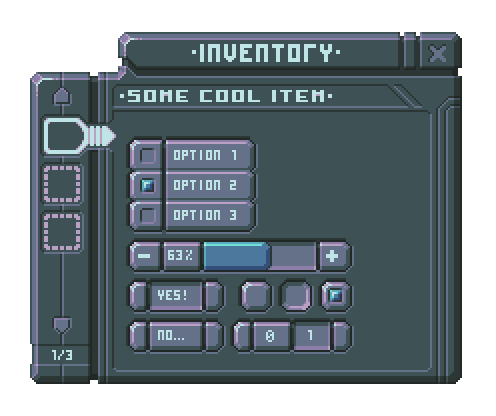 ·INVENTORY·
·SOME COOL ITEM·
OPTION 1
OPTION 2
OPTION 3
− 63% +
YES!
NO... 0 1
1/3